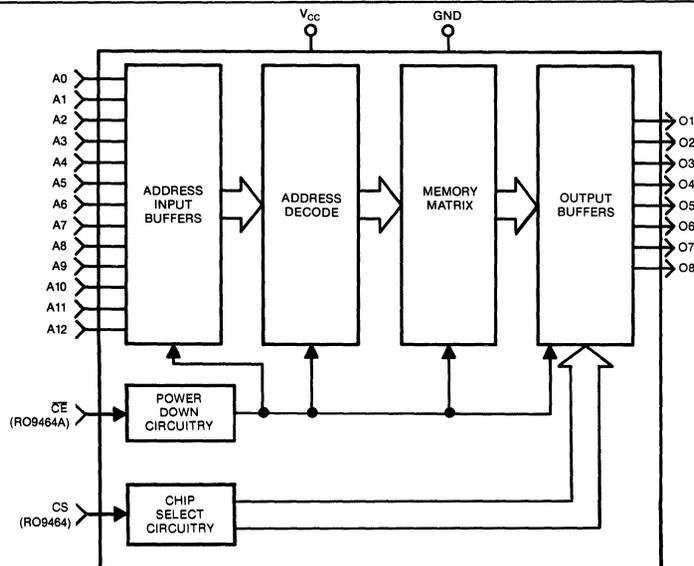 VCC
GND
A0
A1
A2
A3
A4
A5
A6
A7
A8
A9
A10
A11
A12
ADDRESS
INPUT
BUFFERS
ADDRESS
DECODE
MEMORY
MATRIX
OUTPUT
BUFFERS
O1
O2
O3
O4
O5
O6
O7
O8
C̅E̅
(RO9464A)
POWER
DOWN
CIRCUITRY
CS
(RO9464)
CHIP
SELECT
CIRCUITRY